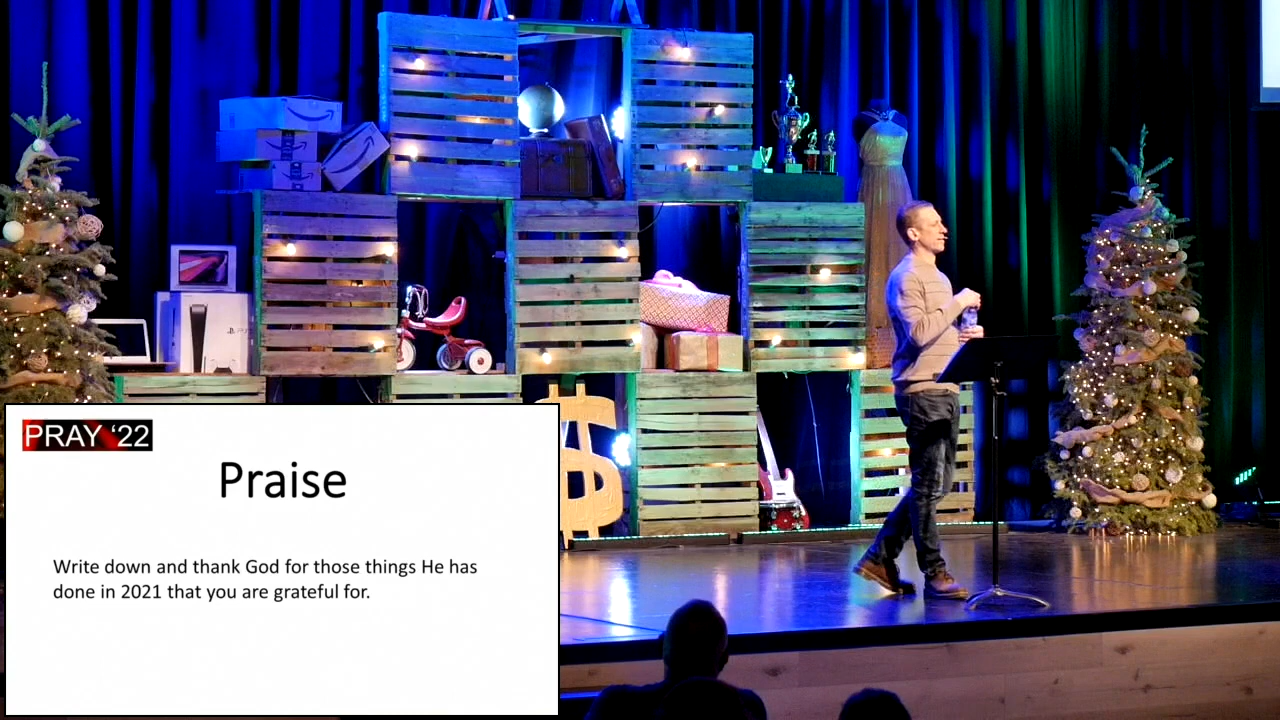 PRAY ‘22
Praise
Write down and thank God for those things He has
done in 2021 that you are grateful for.